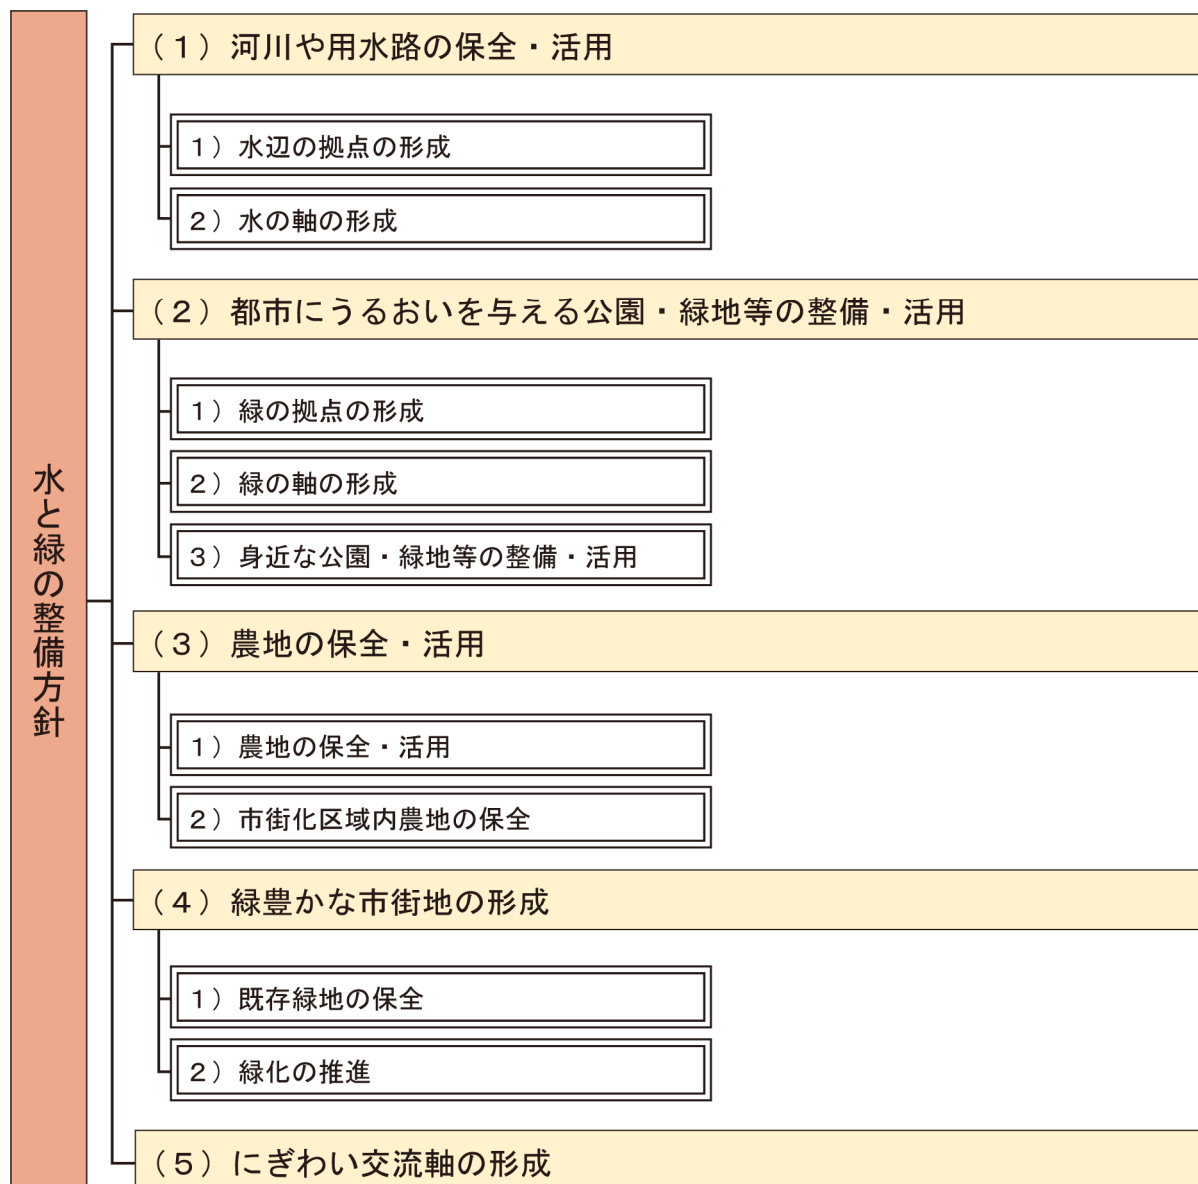 水と緑の整備方針
（１）河川や用水路の保全・活用
１）水辺の拠点の形成
２）水の軸の形成
（２）都市にうるおいを与える公園・緑地等の整備・活用
１）緑の拠点の形成
２）緑の軸の形成
３）身近な公園・緑地等の整備・活用
（３）農地の保全・活用
１）農地の保全・活用
２）市街化区域内農地の保全
（４）緑豊かな市街地の形成
１）既存緑地の保全
２）緑化の推進
（５）にぎわい交流軸の形成